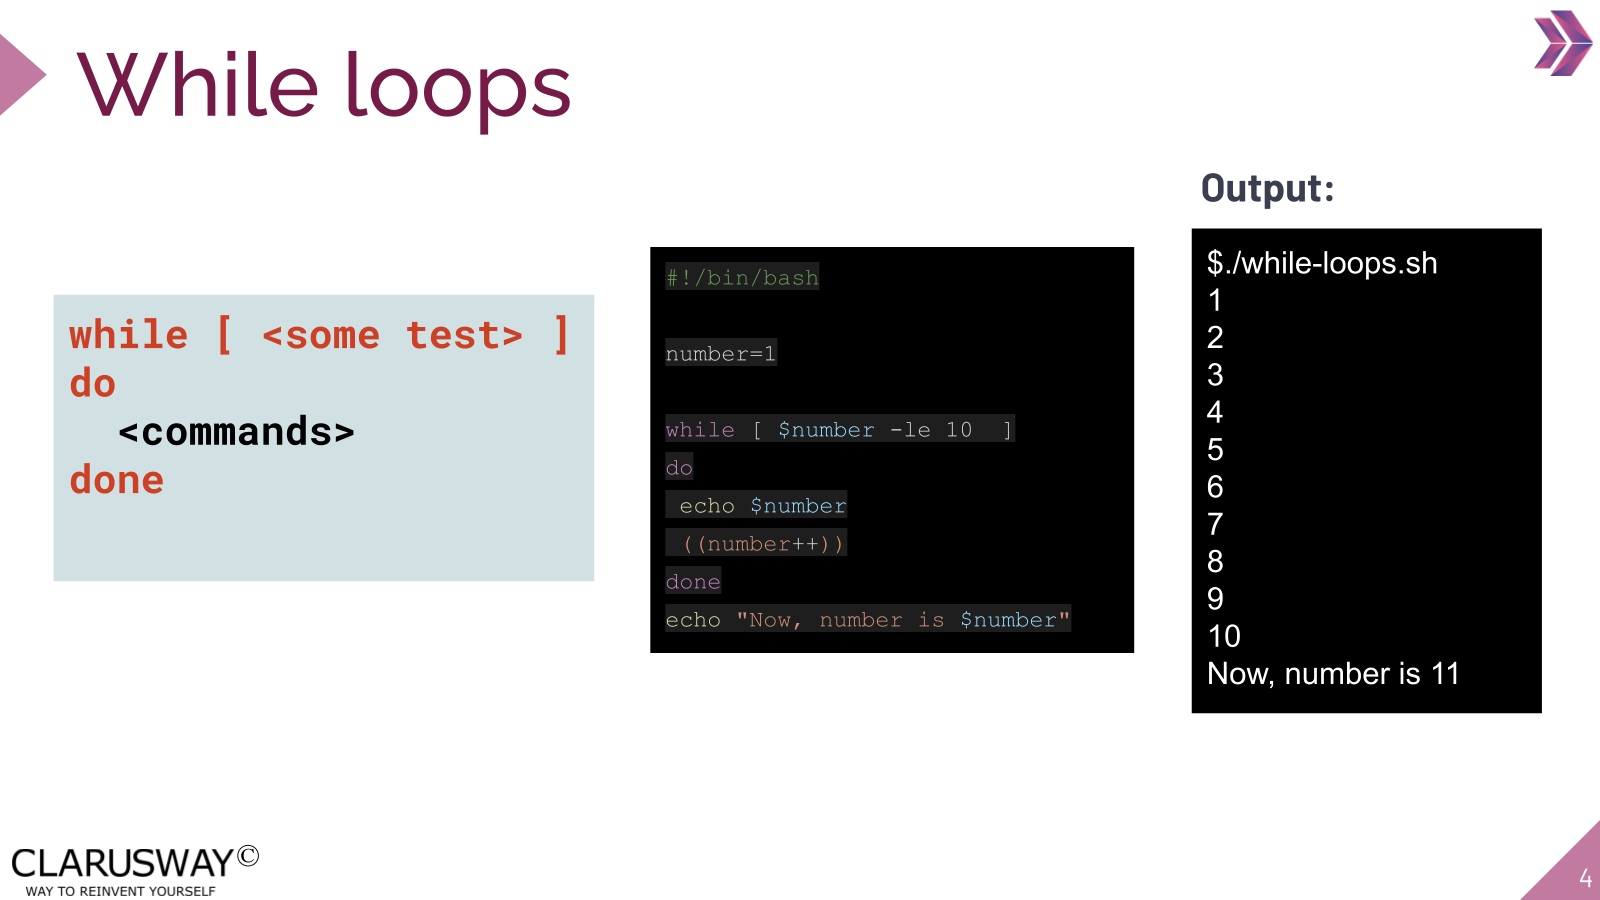 While loops
while [ <some test> ]
do
  <commands>
done
#!/bin/bash
number=1
while [ $number -le 10  ]
do
 echo $number
 ((number++))
done
echo "Now, number is $number"
Output:
$./while-loops.sh
1
2
3
4
5
6
7
8
9
10
Now, number is 11
CLARUSWAY©
WAY TO REINVENT YOURSELF
4